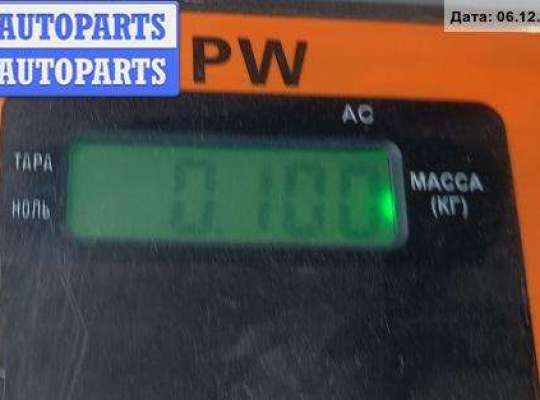 AUTOPARTS
AUTOPARTS
Дата: 06.12.
PW
AC
ТАРА
НОЛЬ
0.100
МАССА
(КГ)